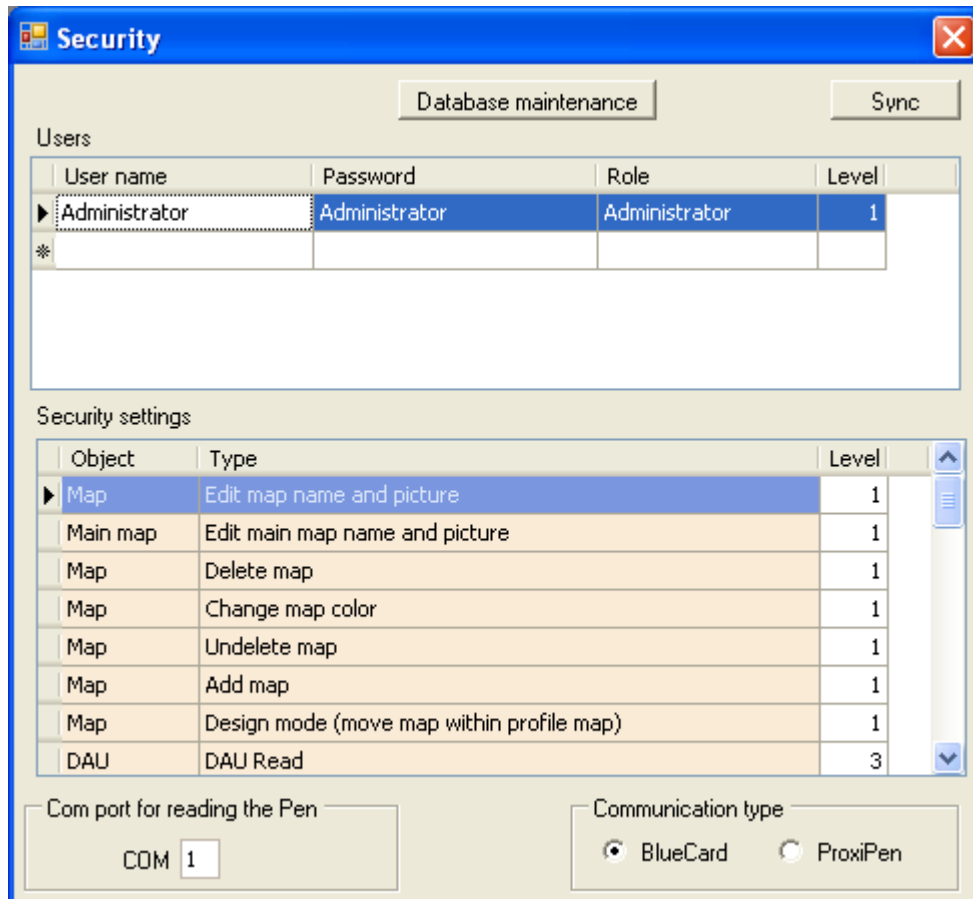 Security
Database maintenance Sync
Users
User name Password Role Level
Administrator Administrator Administrator 1
Security settings
Object Type Level
Map Edit map name and picture 1
Main map Edit main map name and picture 1
Map Delete map 1
Map Change map color 1
Map Undelete map 1
Map Add map 1
Map Design mode (move map within profile map) 1
DAU DAU Read 3
Com port for reading the Pen Communication type
COM 1 BlueCard ProxiPen